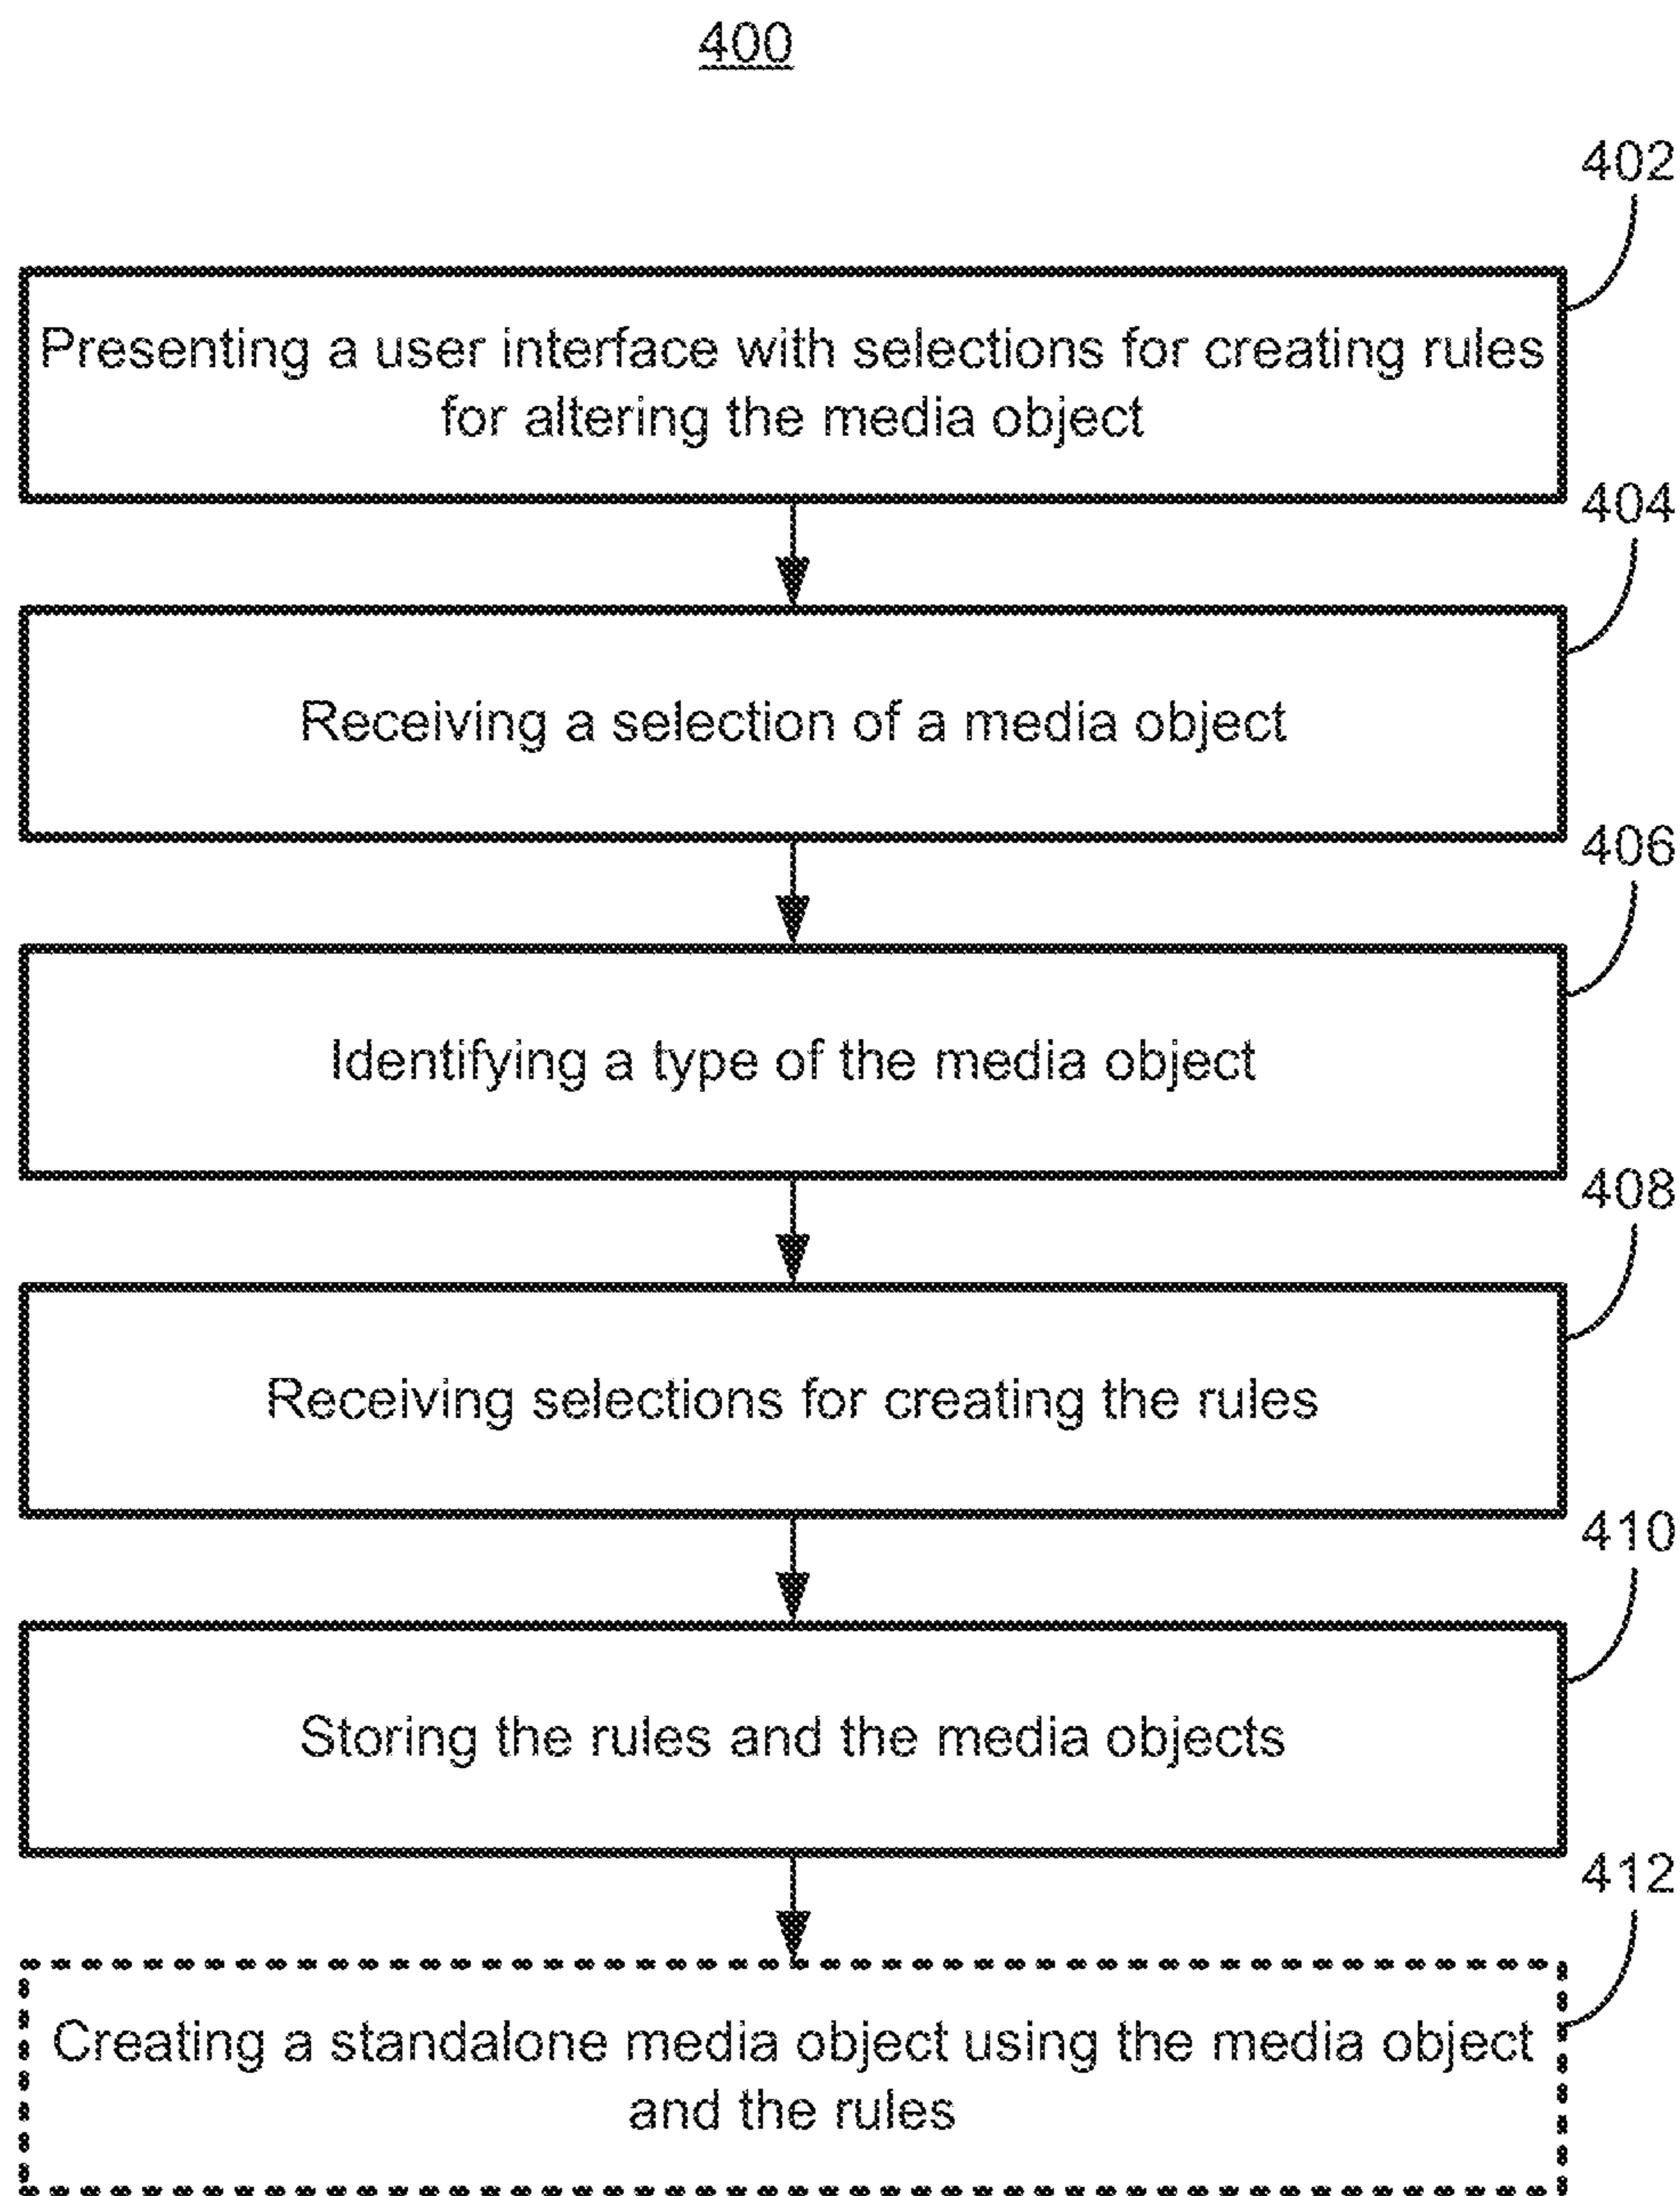 400
402
Presenting a user interface with selections for creating rules
for altering the media object
404
Receiving a selection of a media object
406
Identifying a type of the media object
408
Receiving selections for creating the rules
410
Storing the rules and the media objects
412
Creating a standalone media object using the media object
and the rules